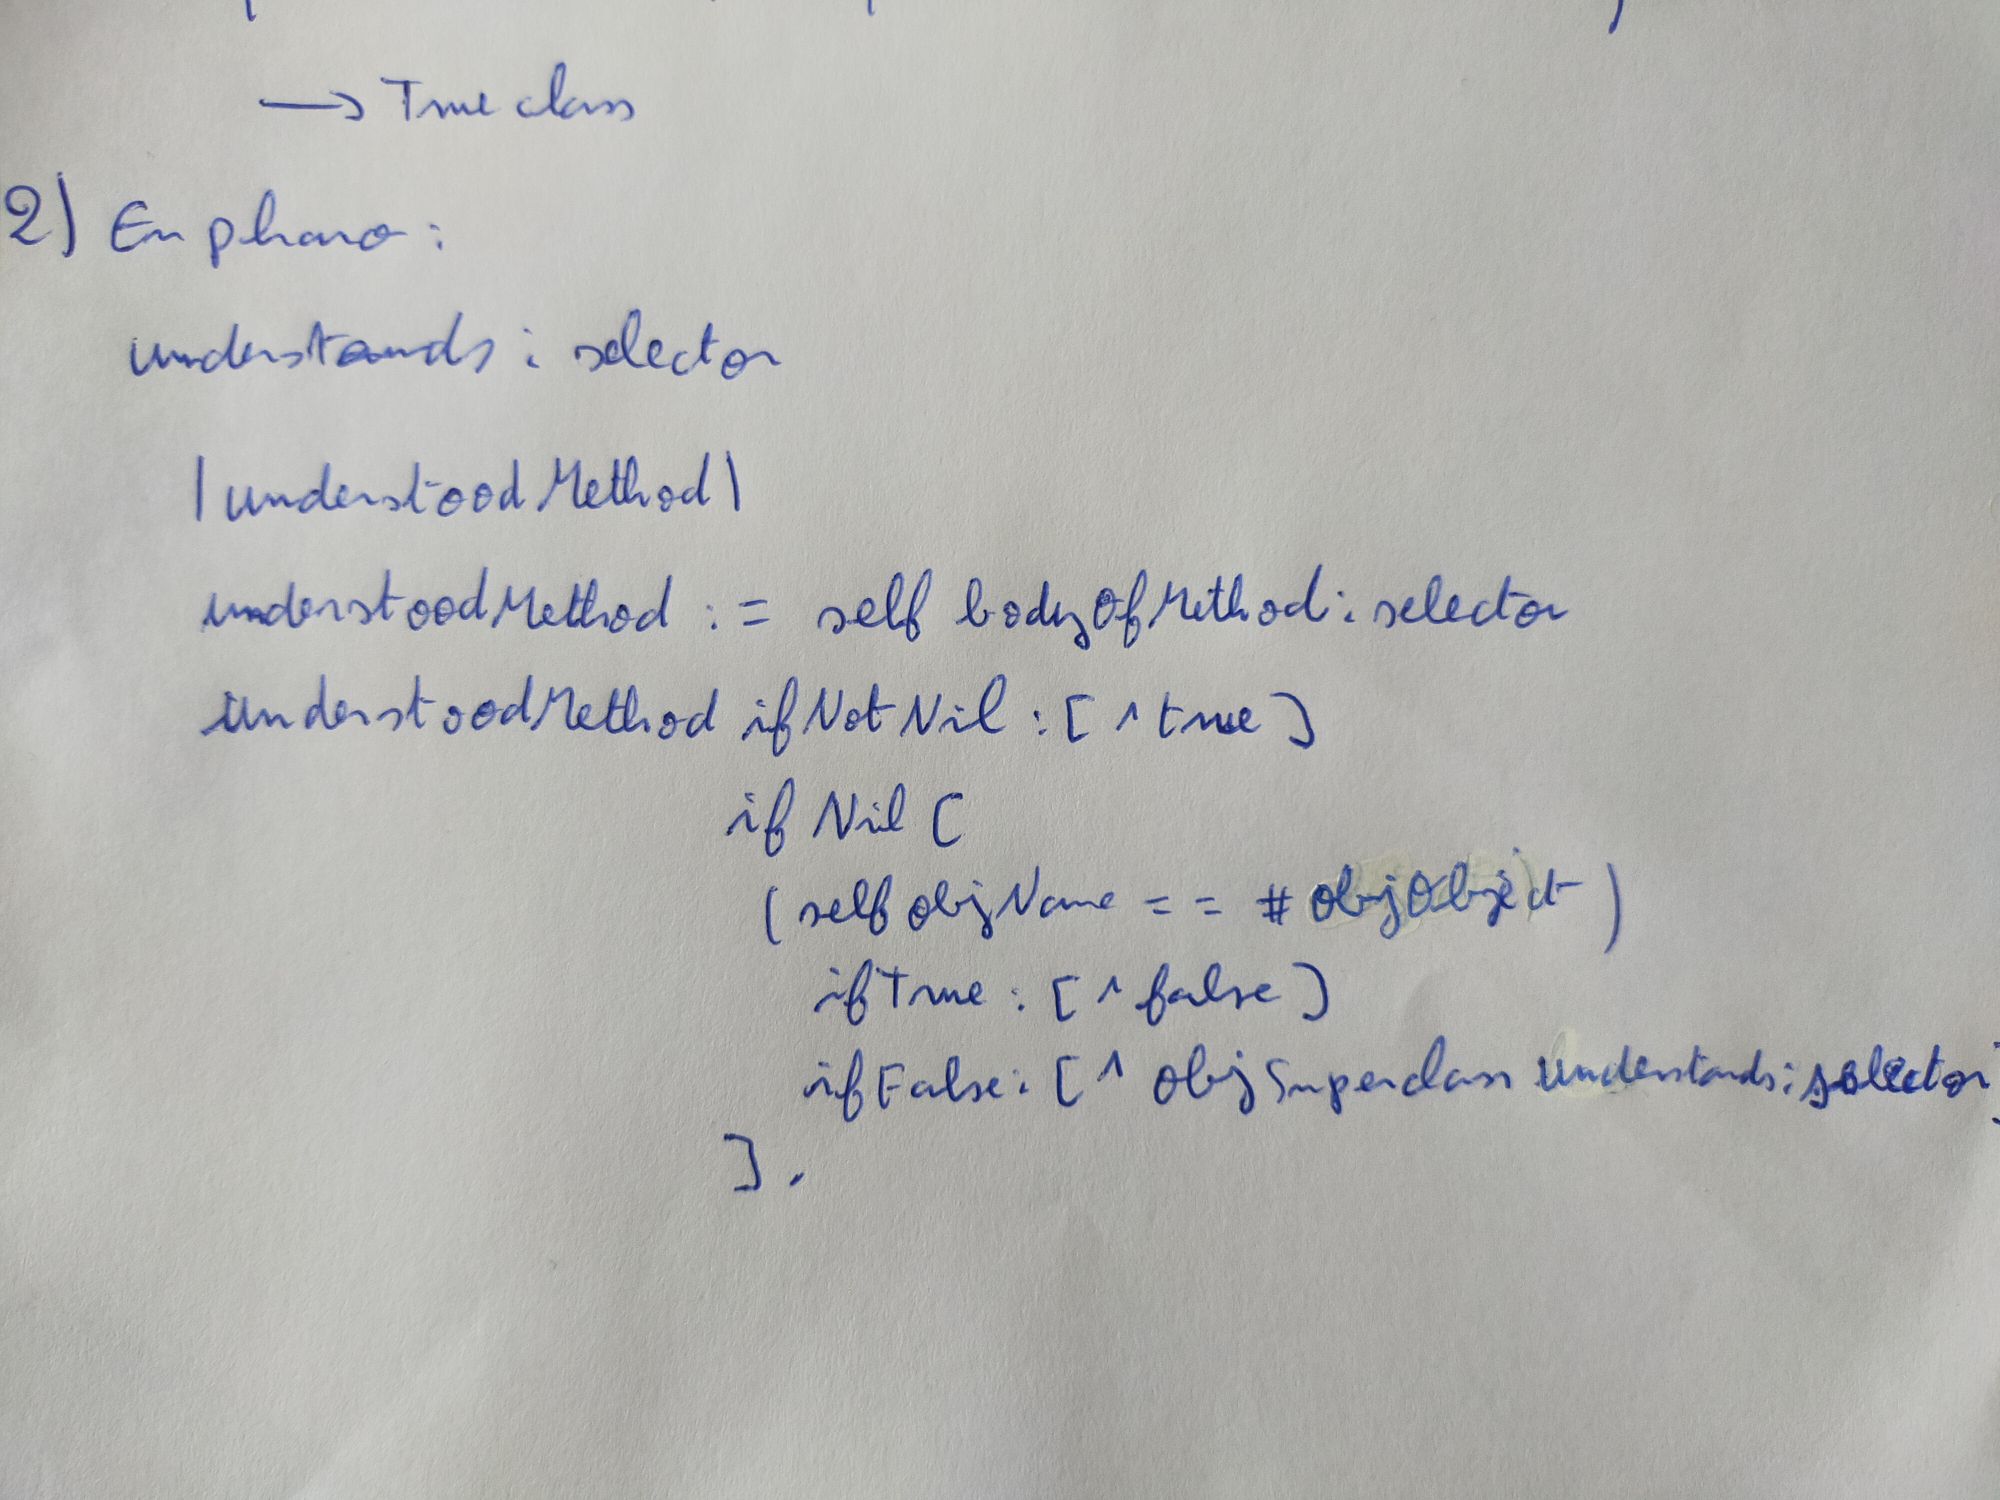 → True class
2) En pharo :
understands : selector
| understoodMethod |
understoodMethod := self bodyOfMethod : selector
understoodMethod ifNotNil : [ ^ true ]
ifNil [
( self objName == # ObjObject )
ifTrue : [ ^ false ]
ifFalse : [ ^ objSuperclass understands : selector ]
] .